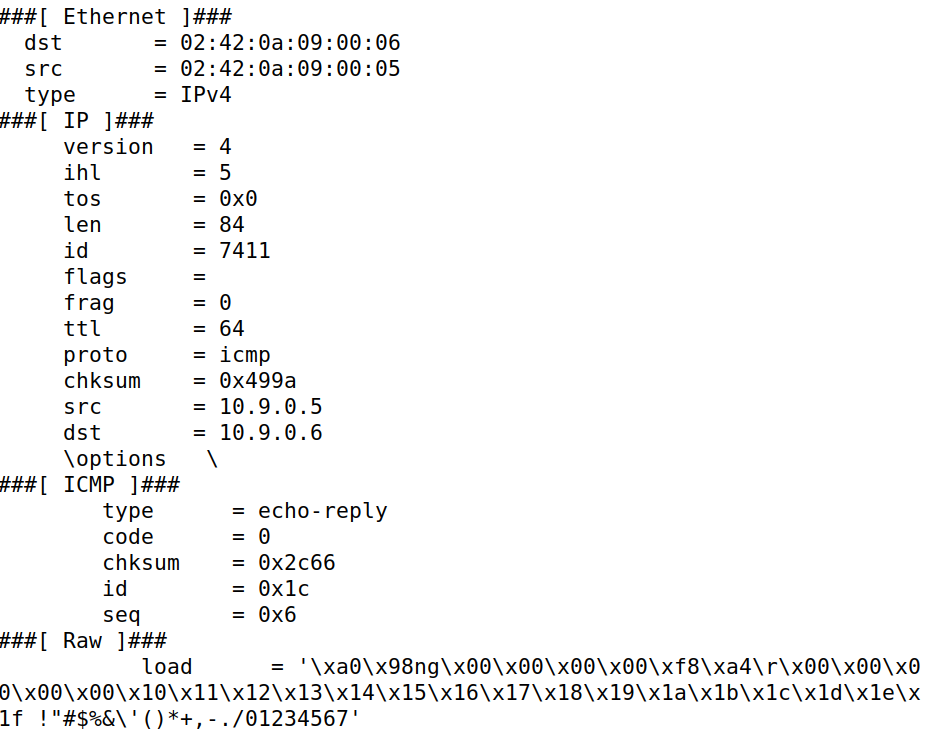 ###[ Ethernet ]###
  dst       = 02:42:0a:09:00:06
  src       = 02:42:0a:09:00:05
  type      = IPv4
###[ IP ]###
     version   = 4
     ihl       = 5
     tos       = 0x0
     len       = 84
     id        = 7411
     flags     =
     frag      = 0
     ttl       = 64
     proto     = icmp
     chksum    = 0x499a
     src       = 10.9.0.5
     dst       = 10.9.0.6
     \options   \
###[ ICMP ]###
        type      = echo-reply
        code      = 0
        chksum    = 0x2c66
        id        = 0x1c
        seq       = 0x6
###[ Raw ]###
           load      = '\xa0\x98ng\x00\x00\x00\x00\xf8\xa4\r\x00\x00\x0
0\x00\x00\x10\x11\x12\x13\x14\x15\x16\x17\x18\x19\x1a\x1b\x1c\x1d\x1e\x
1f !"#$%&\'()*+,-./01234567'